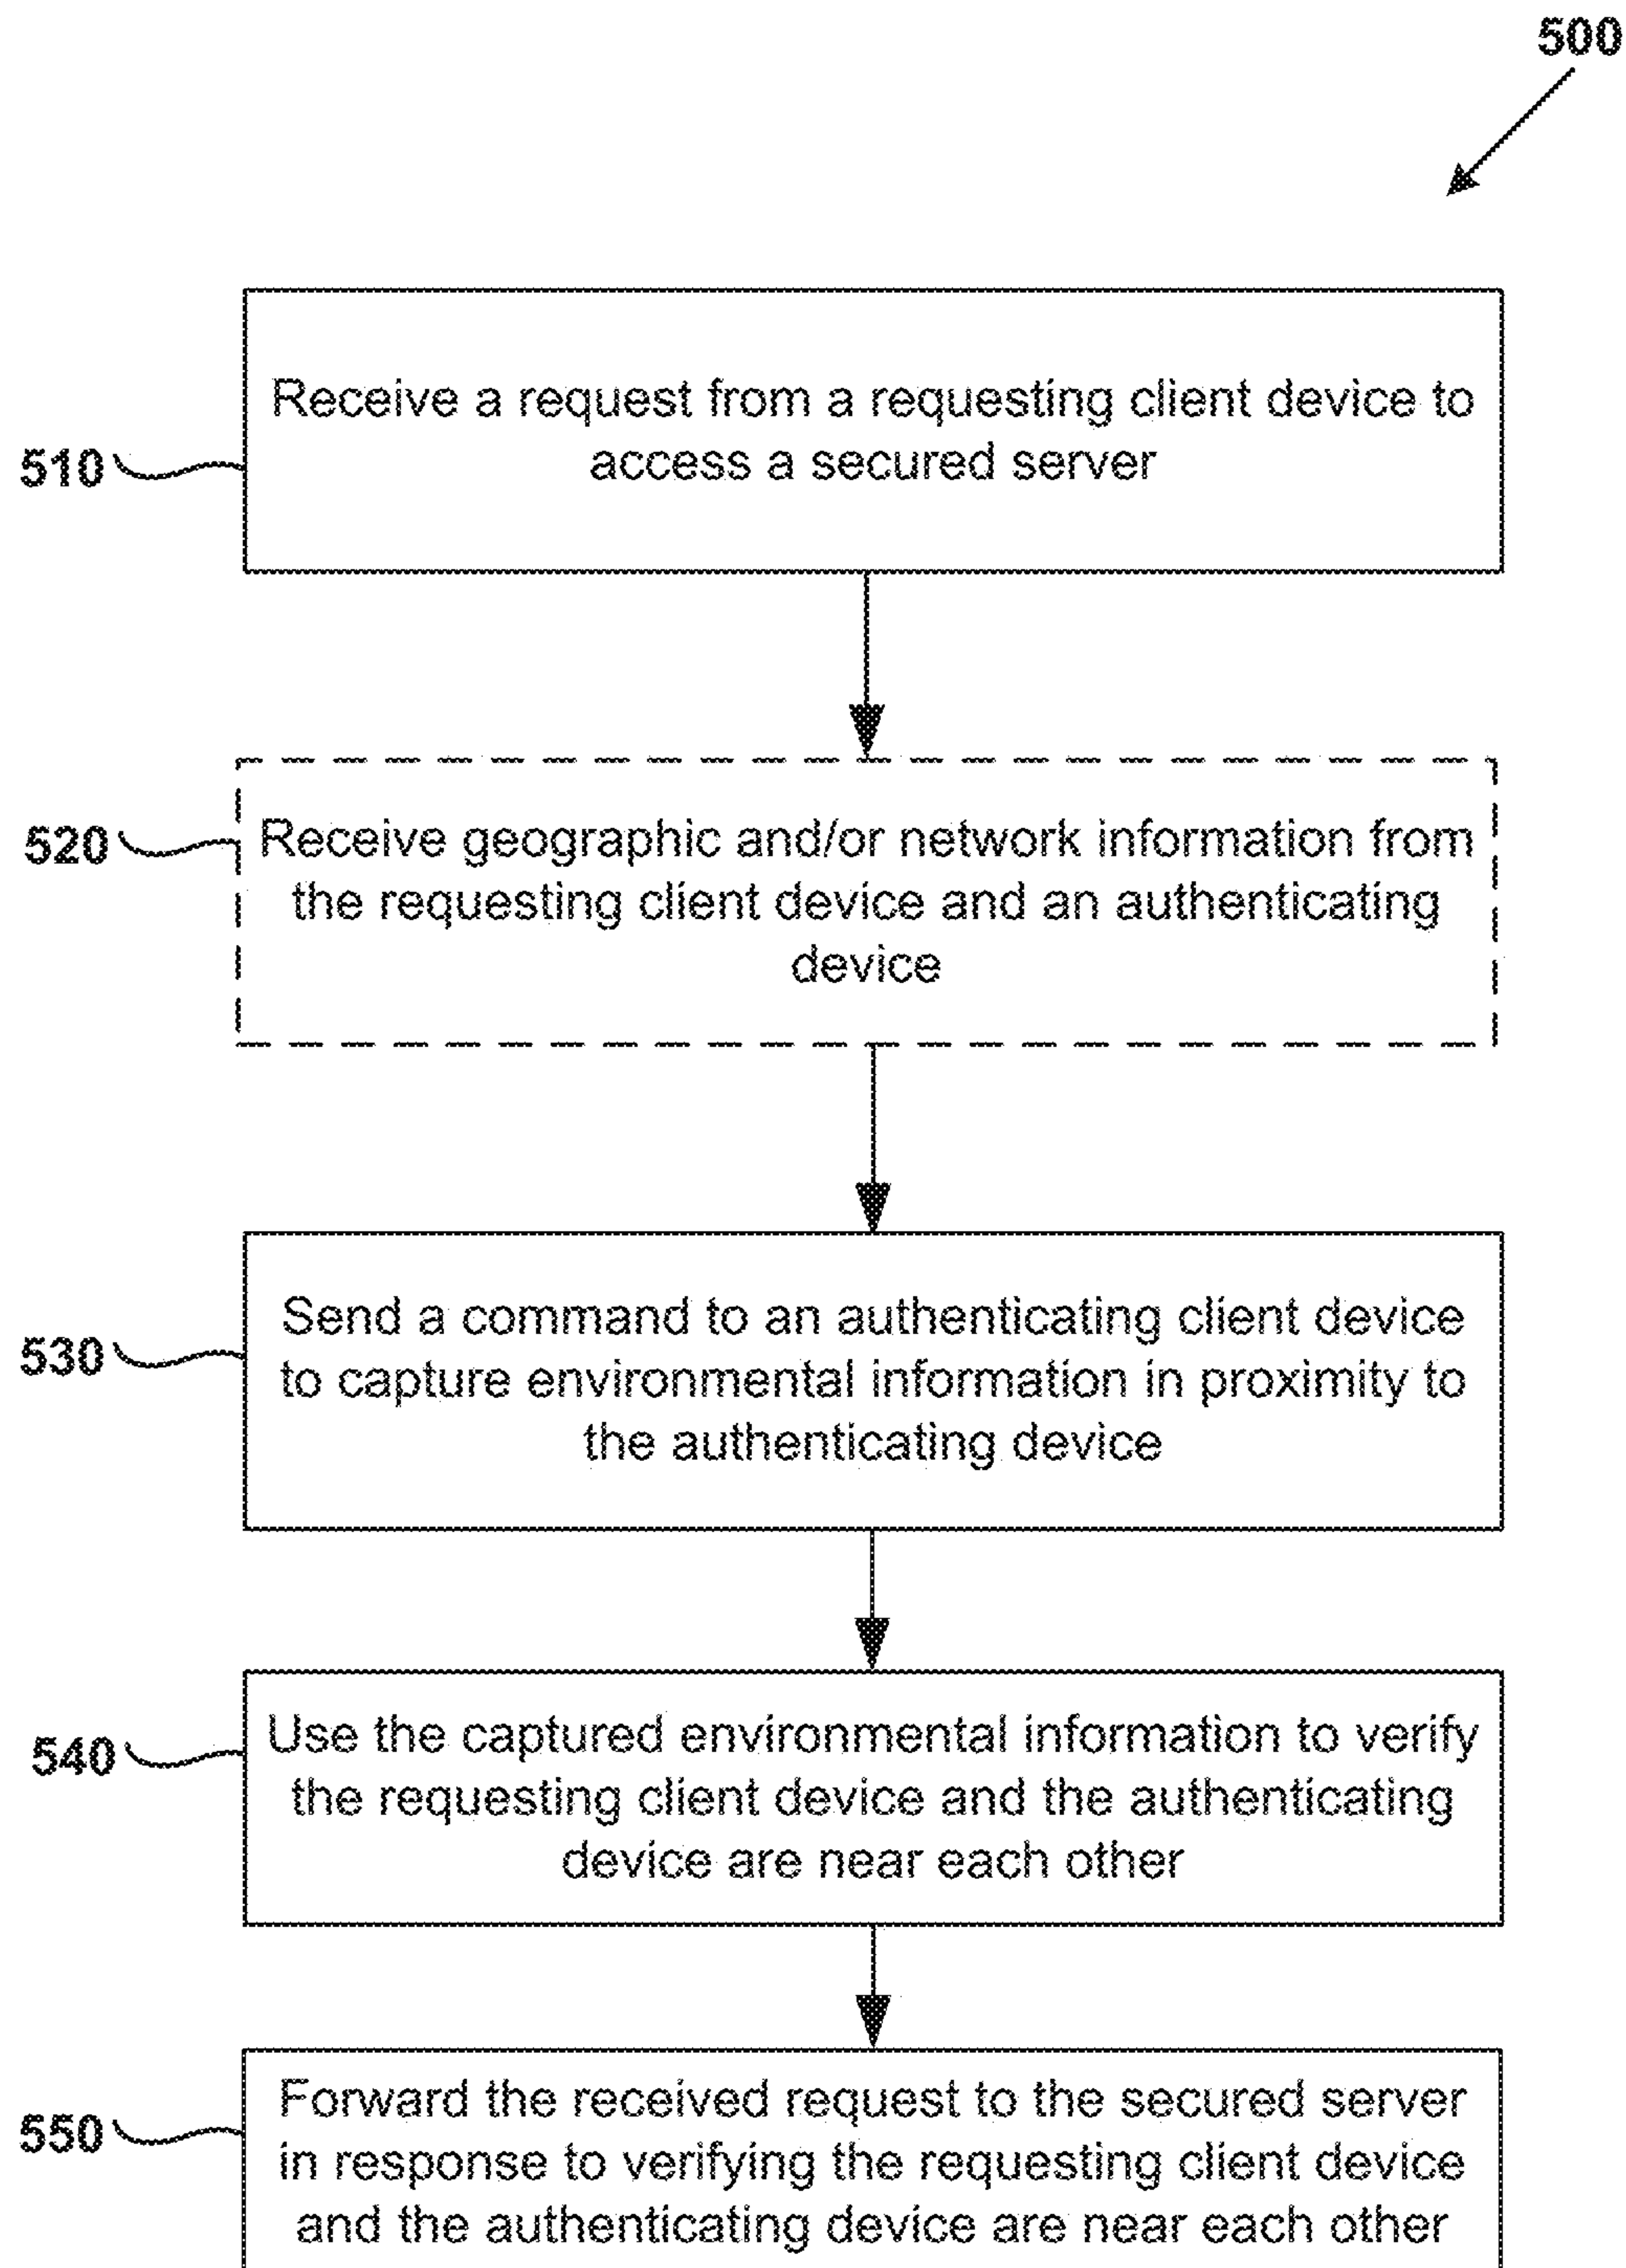 500
510
Receive a request from a requesting client device to
access a secured server
520
Receive geographic and/or network information from
the requesting client device and an authenticating
device
530
Send a command to an authenticating client device
to capture environmental information in proximity to
the authenticating device
540
Use the captured environmental information to verify
the requesting client device and the authenticating
device are near each other
550
Forward the received request to the secured server
in response to verifying the requesting client device
and the authenticating device are near each other